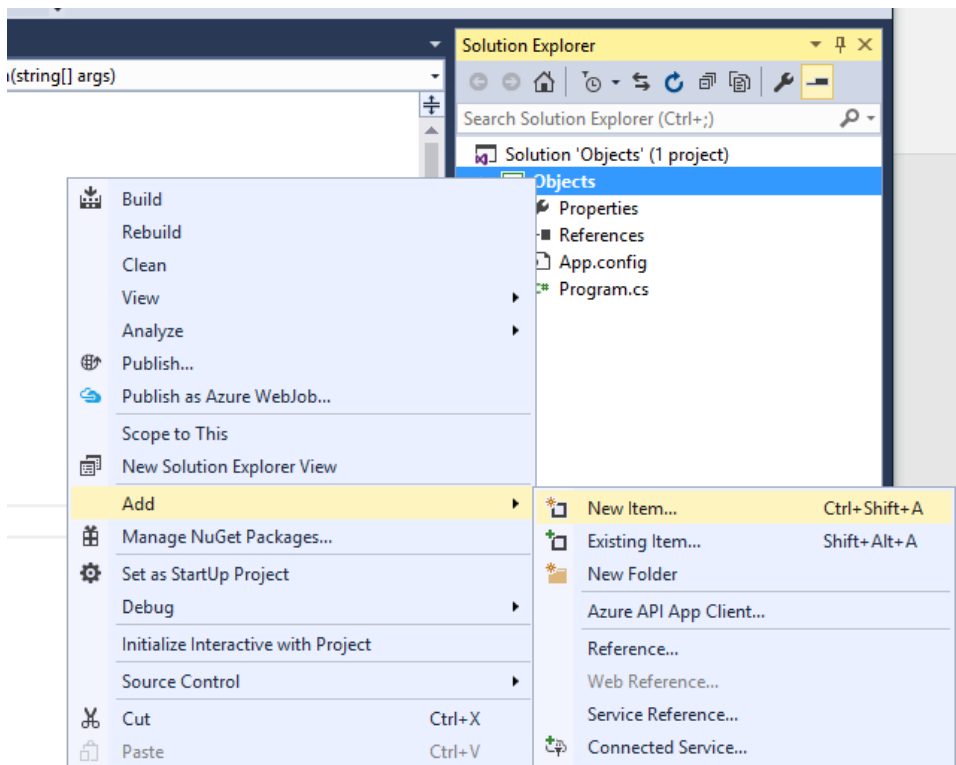 Solution Explorer
(string[] args)
Search Solution Explorer (Ctrl+;)
Solution 'Objects' (1 project)
Objects
Properties
References
App.config
C# Program.cs
Build
Rebuild
Clean
View
Analyze
Publish...
Publish as Azure WebJob...
Scope to This
New Solution Explorer View
Add
Manage NuGet Packages...
Set as StartUp Project
Debug
Initialize Interactive with Project
Source Control
Cut Ctrl+X
Paste Ctrl+V
New Item... Ctrl+Shift+A
Existing Item... Shift+Alt+A
New Folder
Azure API App Client...
Reference...
Web Reference...
Service Reference...
Connected Service...